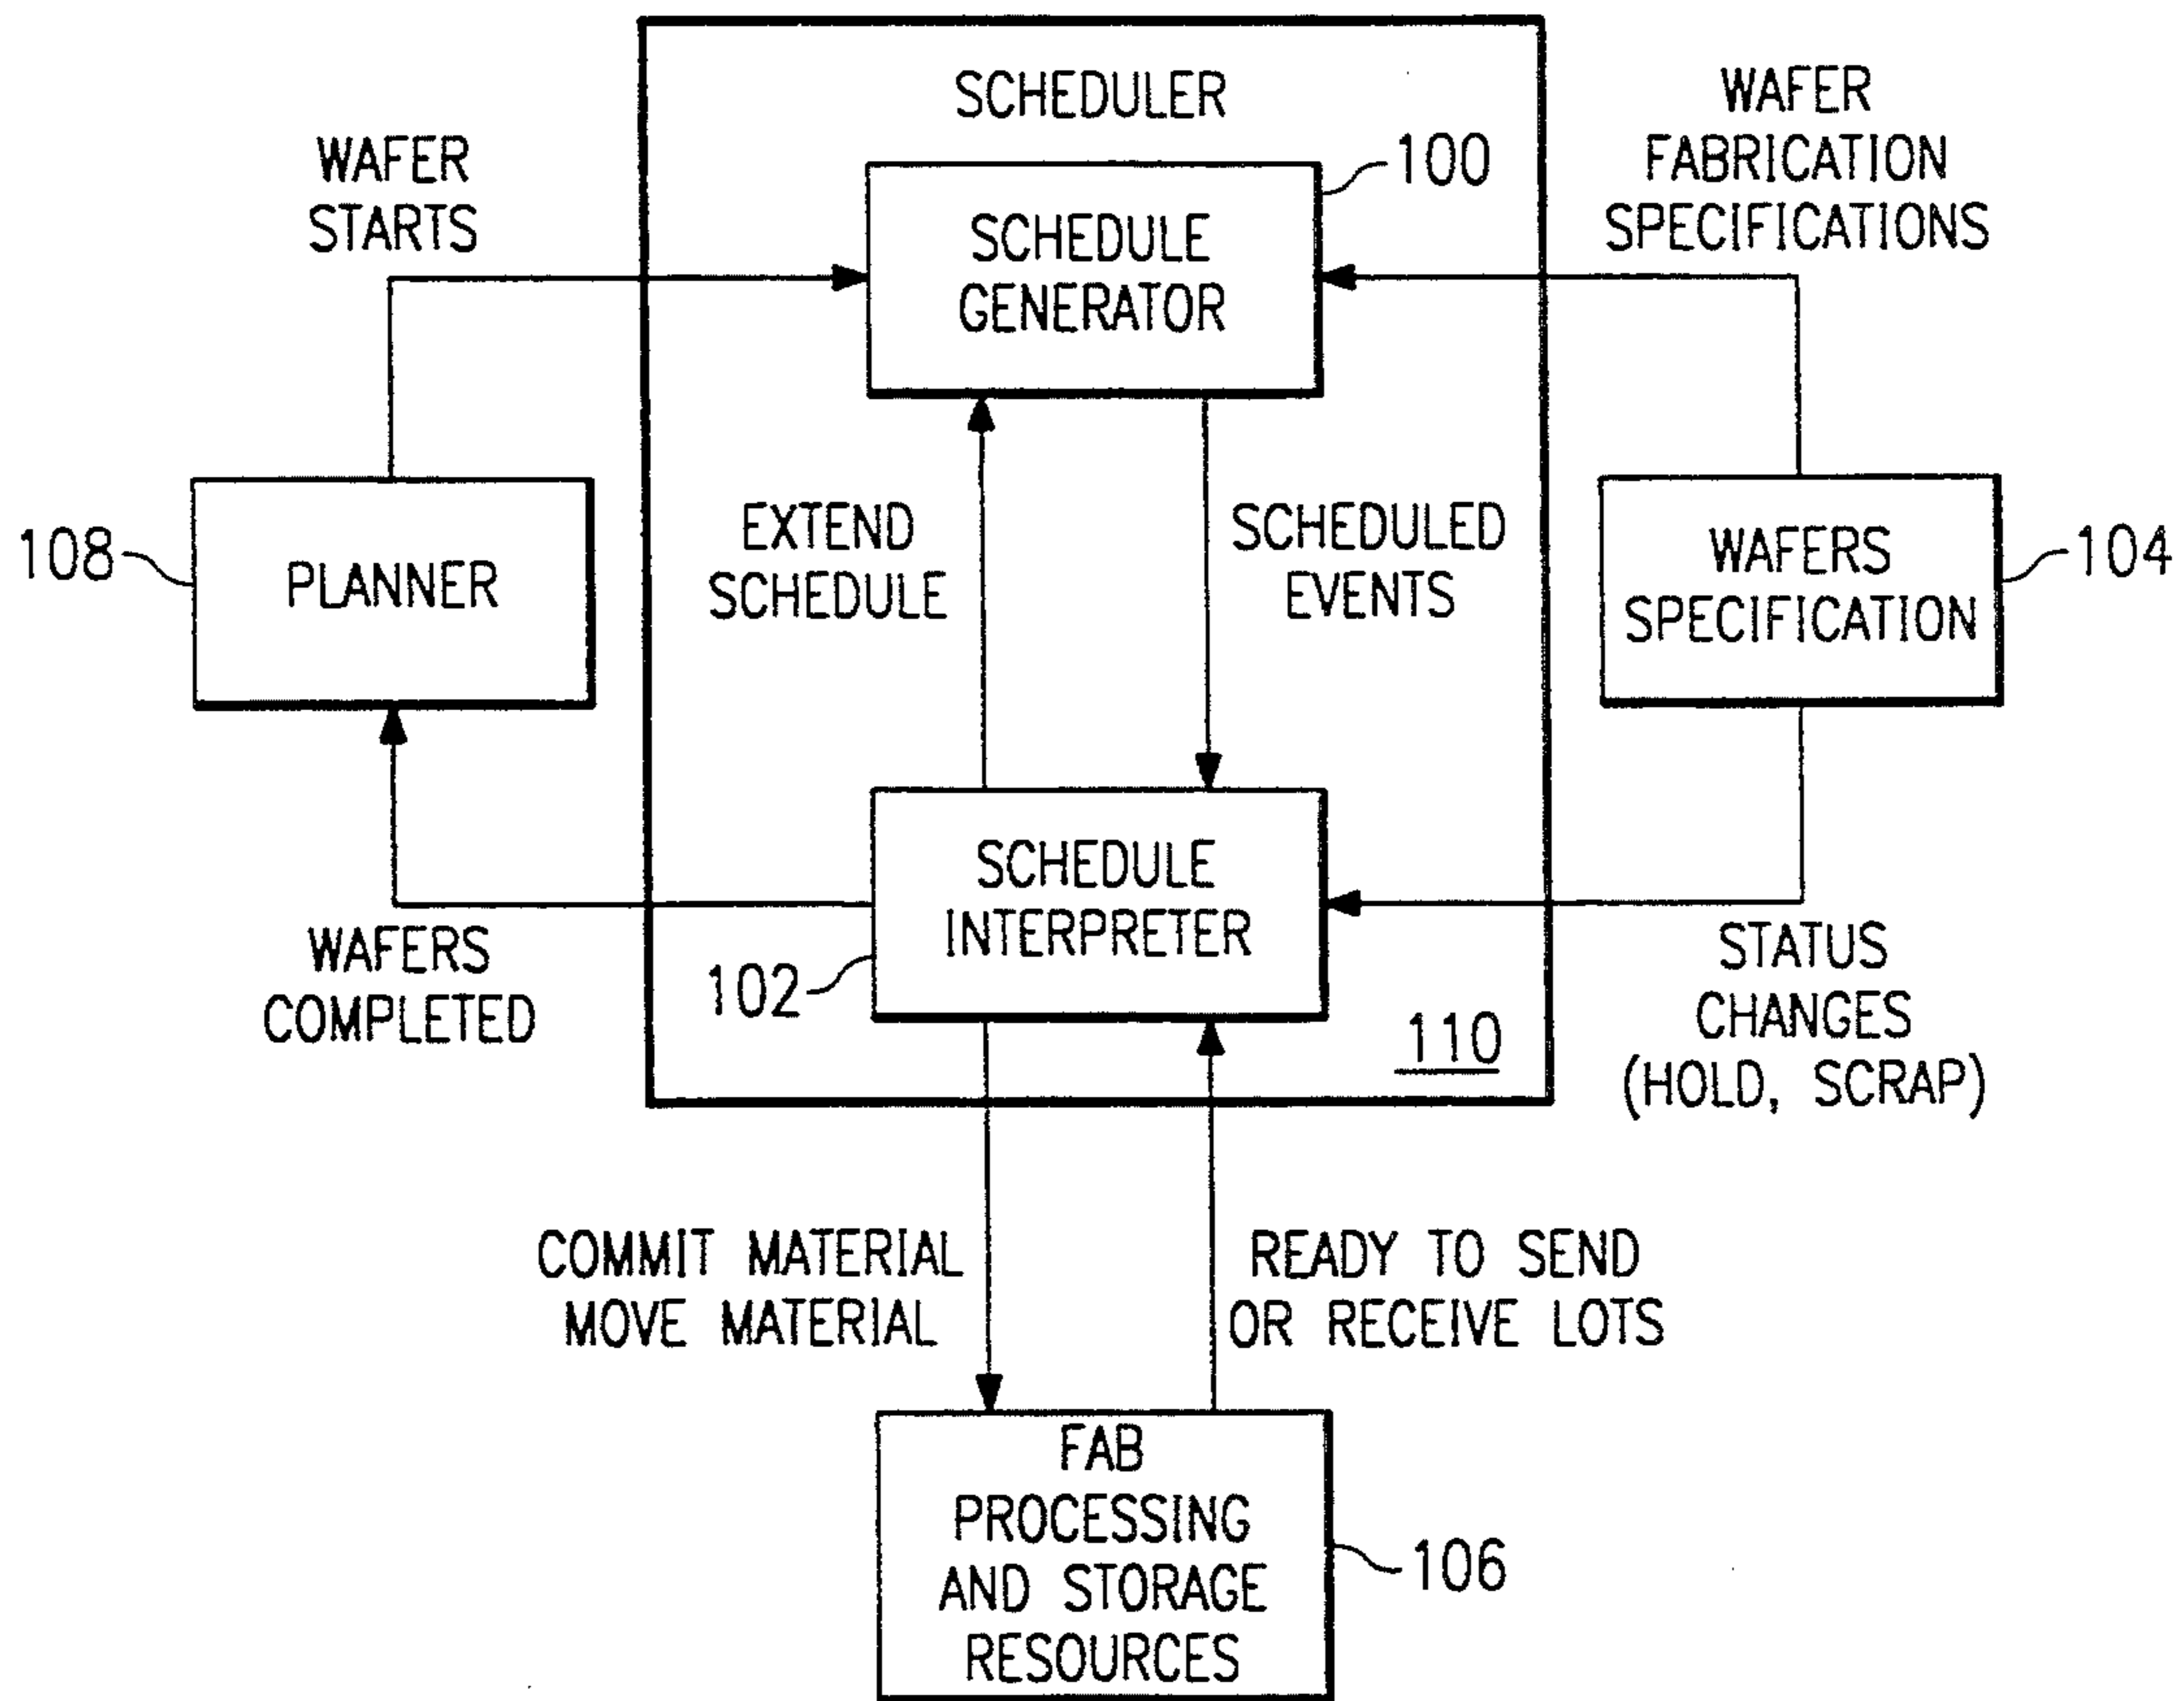 SCHEDULER
WAFER
STARTS
100
WAFER
FABRICATION
SPECIFICATIONS
SCHEDULE
GENERATOR
108
PLANNER
EXTEND
SCHEDULE
SCHEDULED
EVENTS
WAFERS
SPECIFICATION
104
SCHEDULE
INTERPRETER
102
110
WAFERS
COMPLETED
STATUS
CHANGES
(HOLD, SCRAP)
COMMIT MATERIAL
MOVE MATERIAL
READY TO SEND
OR RECEIVE LOTS
FAB
PROCESSING
AND STORAGE
RESOURCES
106